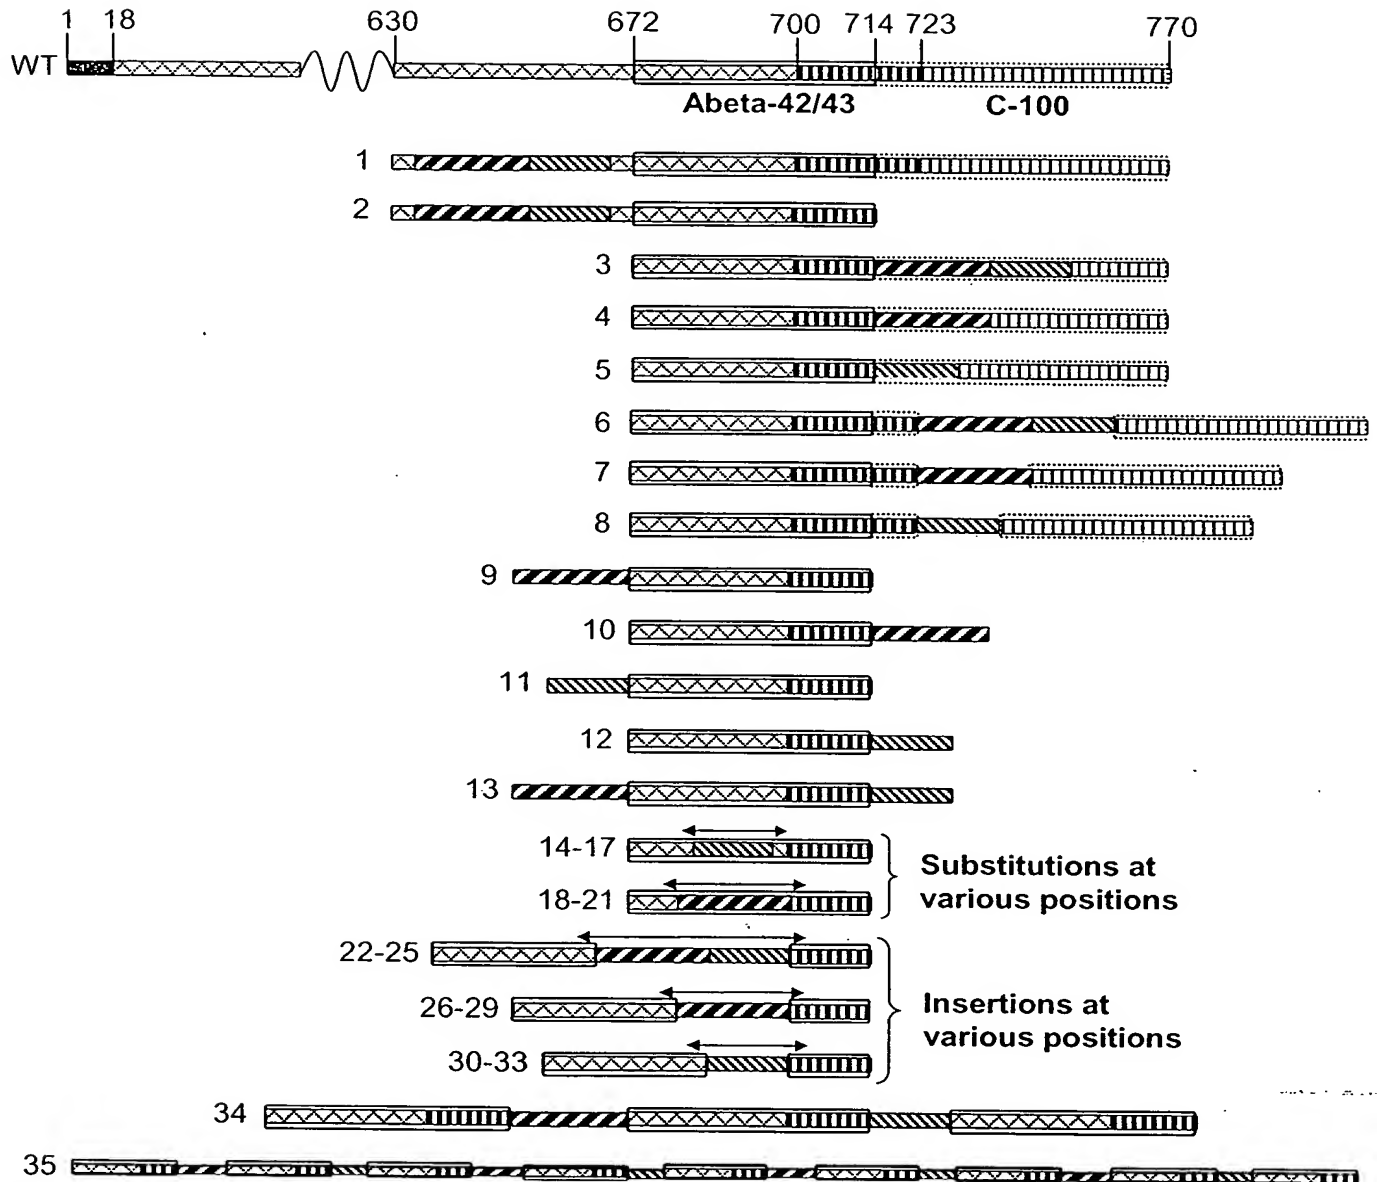 1 18 630 672 700 714 723 770
WT
Abeta-42/43 C-100
1
2
3
4
5
6
7
8
9
10
11
12
13
14-17
18-21
Substitutions at
various positions
22-25
26-29
30-33
Insertions at
various positions
34
35